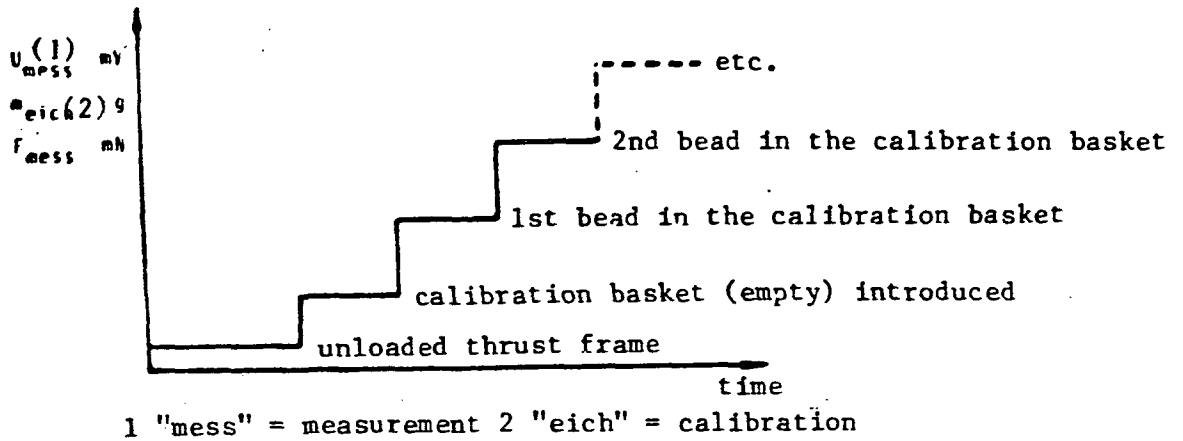 U mess (1) mV
m eich (2) g
F mess mN
etc.
2nd bead in the calibration basket
1st bead in the calibration basket
calibration basket (empty) introduced
unloaded thrust frame
time
1 "mess" = measurement 2 "eich" = calibration